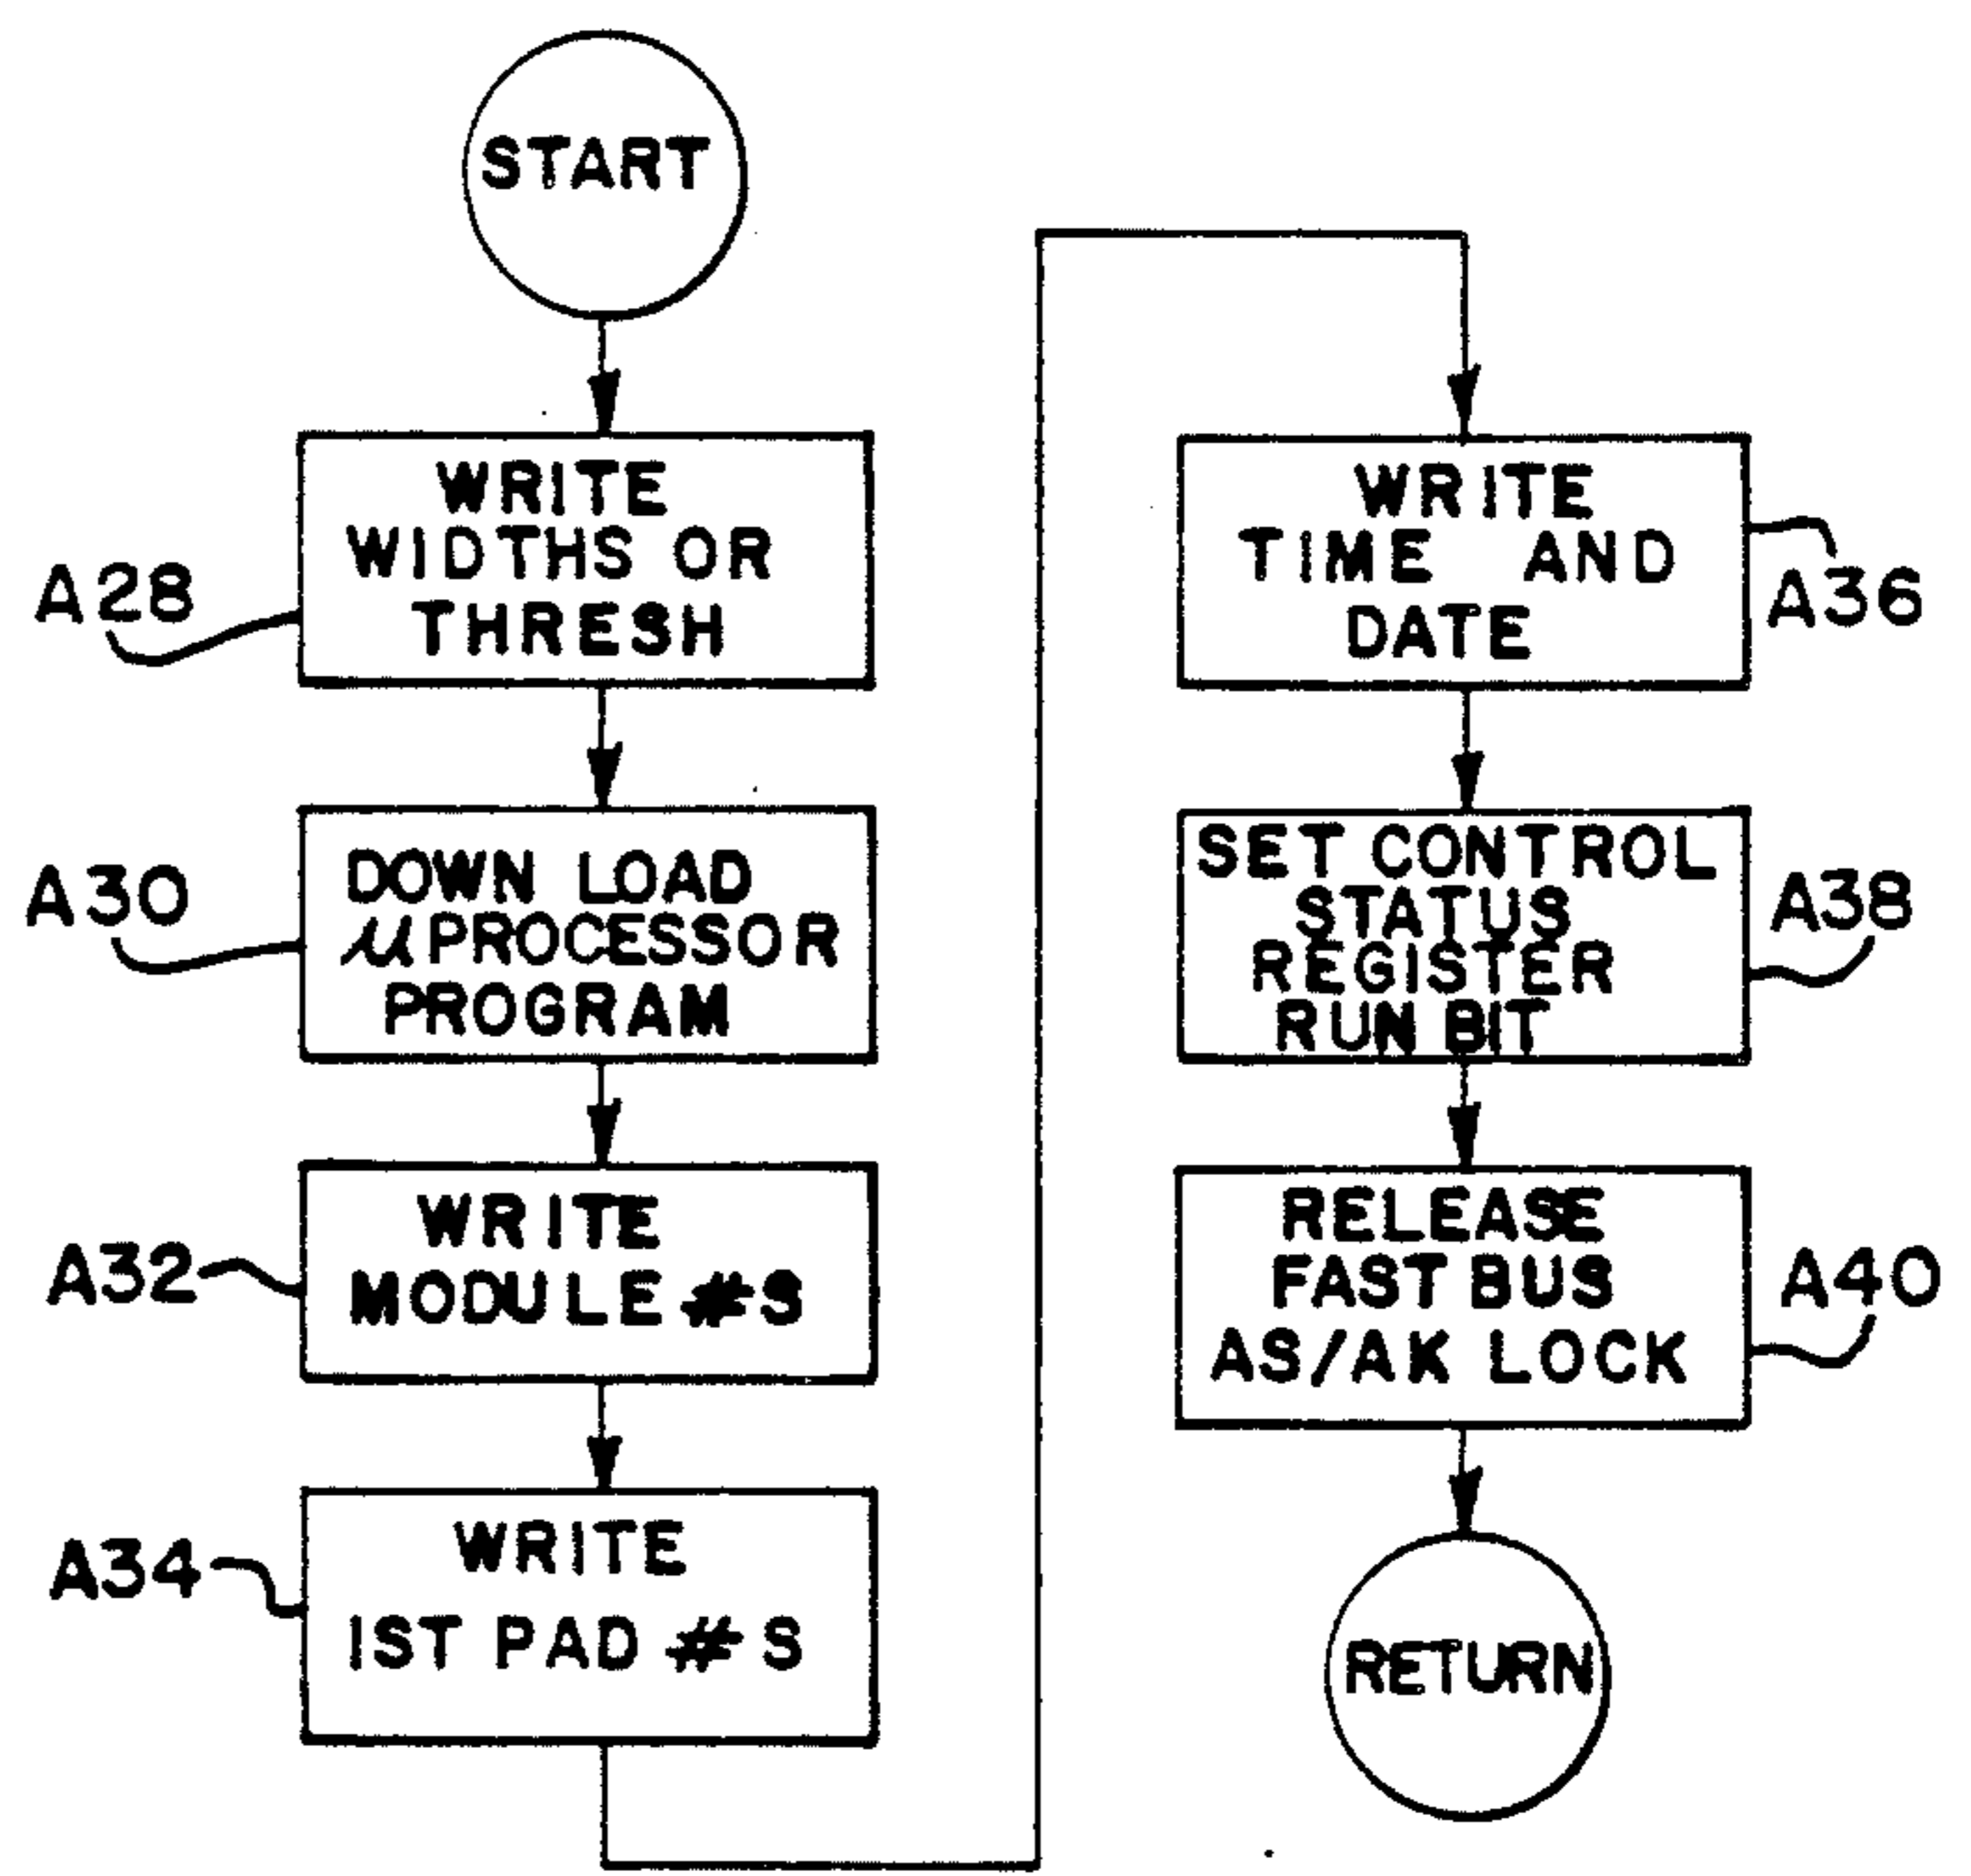 START
WRITE
WIDTHS OR
THRESH
A28
DOWN LOAD
μPROCESSOR
PROGRAM
A30
WRITE
MODULE #S
A32
WRITE
1ST PAD #S
A34
WRITE
TIME AND
DATE
A36
SET CONTROL
STATUS
REGISTER
RUN BIT
A38
RELEASE
FAST BUS
AS/AK LOCK
A40
RETURN